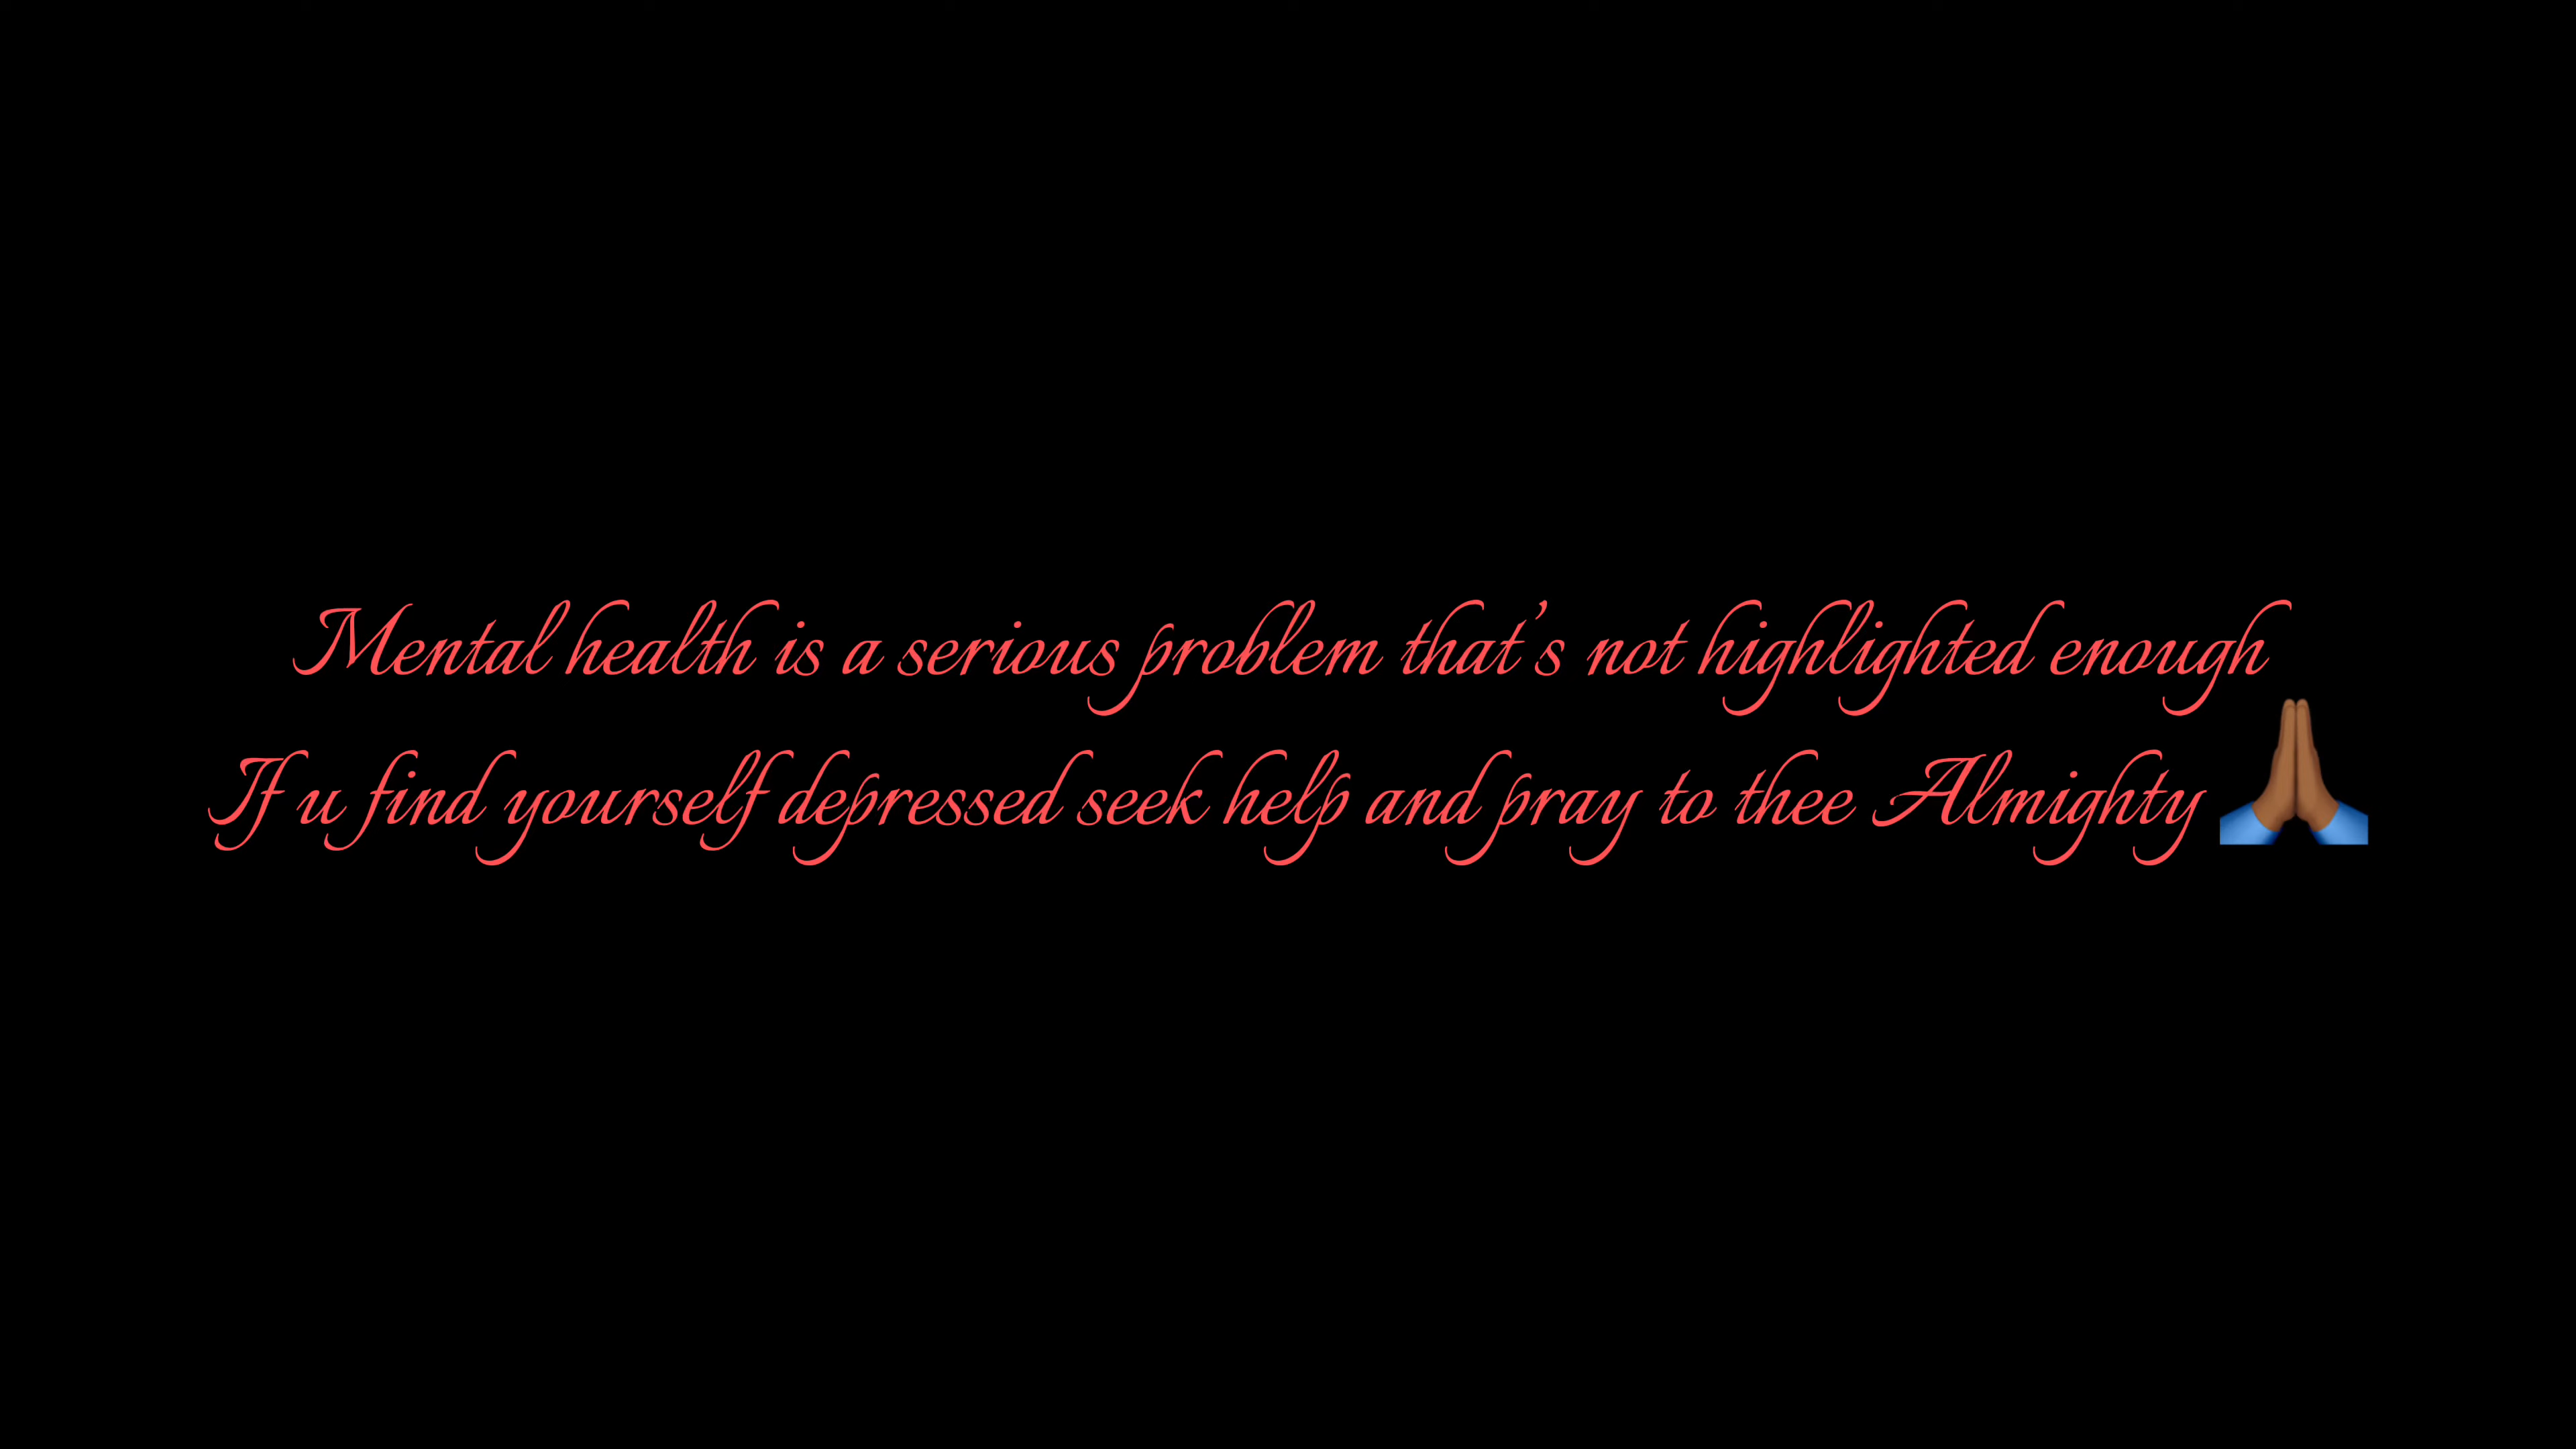 Mental health is a serious problem that's not highlighted enough
If u find yourself depressed seek help and pray to thee Almighty 🙏🏾